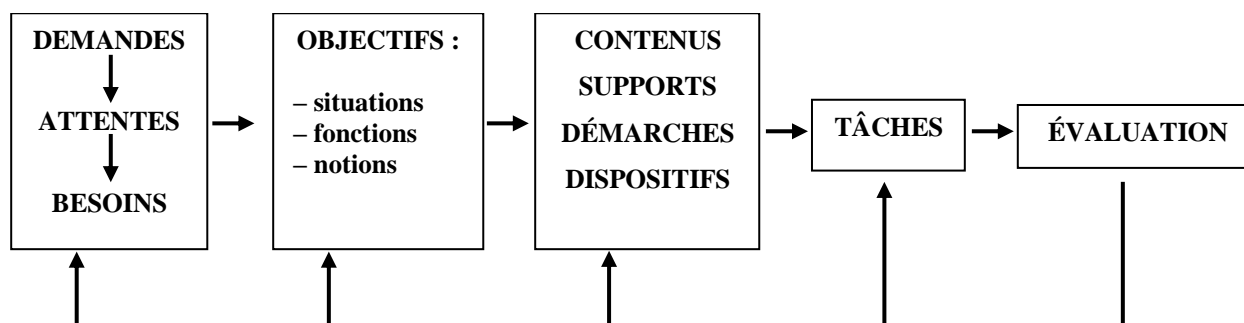 DEMANDES
ATTENTES
BESOINS
OBJECTIFS :
– situations
– fonctions
– notions
CONTENUS
SUPPORTS
DÉMARCHES
DISPOSITIFS
TÂCHES
ÉVALUATION